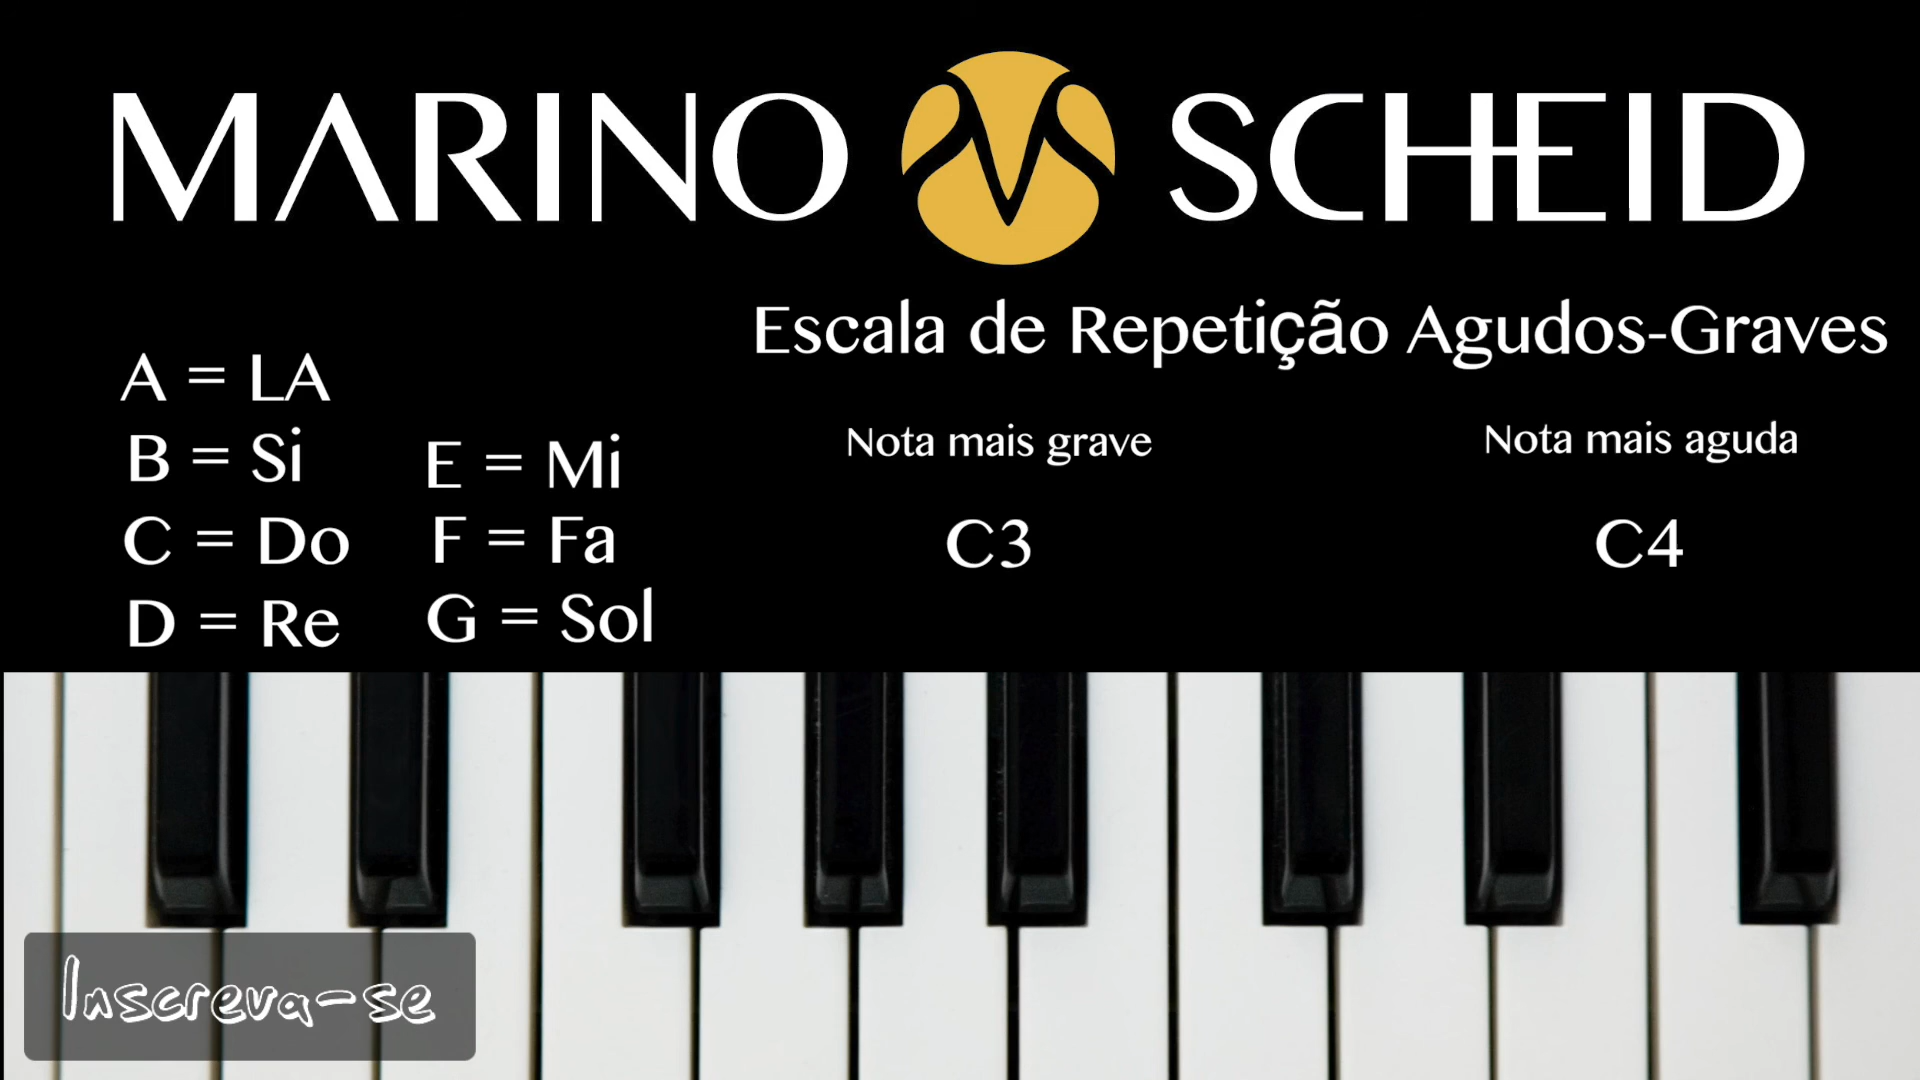 MARINO SCHEID
Escala de Repetição Agudos-Graves
A = LA
B = Si
C = Do
D = Re
E = Mi
F = Fa
G = Sol
Nota mais grave
C3
Nota mais aguda
C4
Inscreva-se